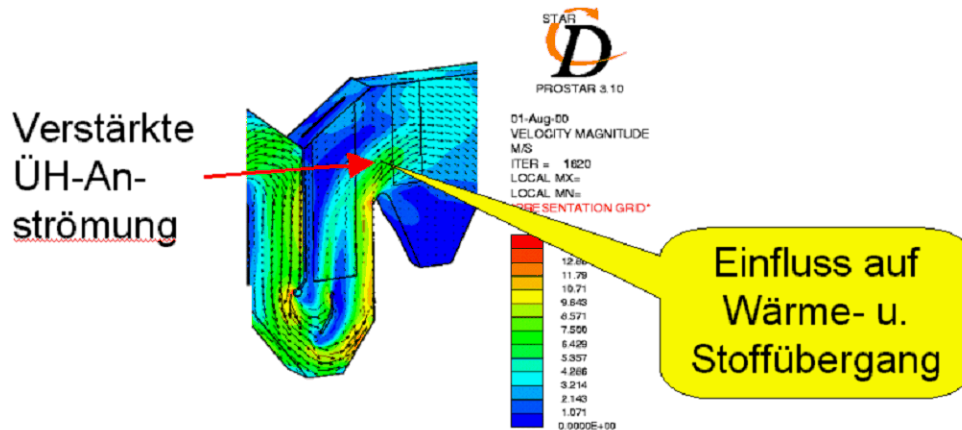 Verstärkte
ÜH-An-
strömung
STAR
CD
PROSTAR 3.10
01-Aug-00
VELOCITY MAGNITUDE
M/S
ITER = 1620
LOCAL MX=
LOCAL MN=
11.79
10.71
9.643
8.571
7.500
6.429
5.357
4.286
3.214
2.143
1.071
0.0000E+00
Einfluss auf
Wärme- u.
Stoffübergang